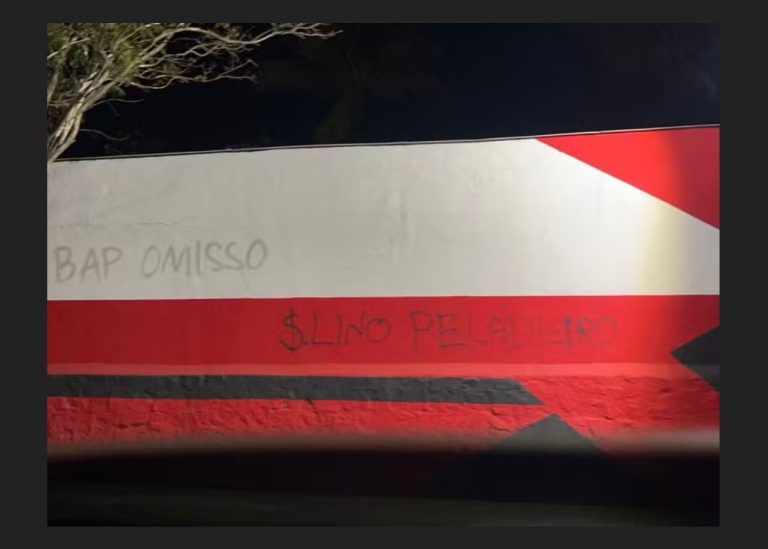 BAP OMISSO
$.LINO PELADEIRO